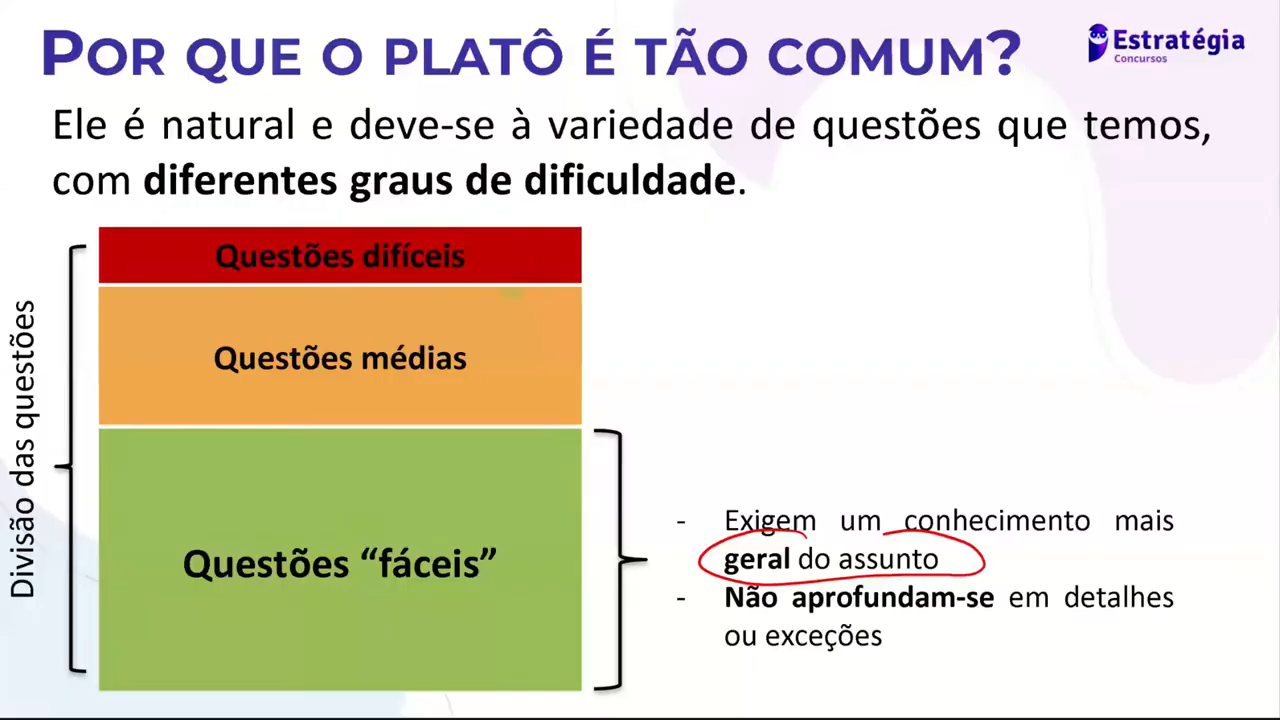 POR QUE O PLATÔ É TÃO COMUM?
Estratégia
Concursos
Ele é natural e deve-se à variedade de questões que temos,
com diferentes graus de dificuldade.
Divisão das questões
Questões difíceis
Questões médias
Questões “fáceis”
- Exigem um conhecimento mais
geral do assunto
- Não aprofundam-se em detalhes
ou exceções